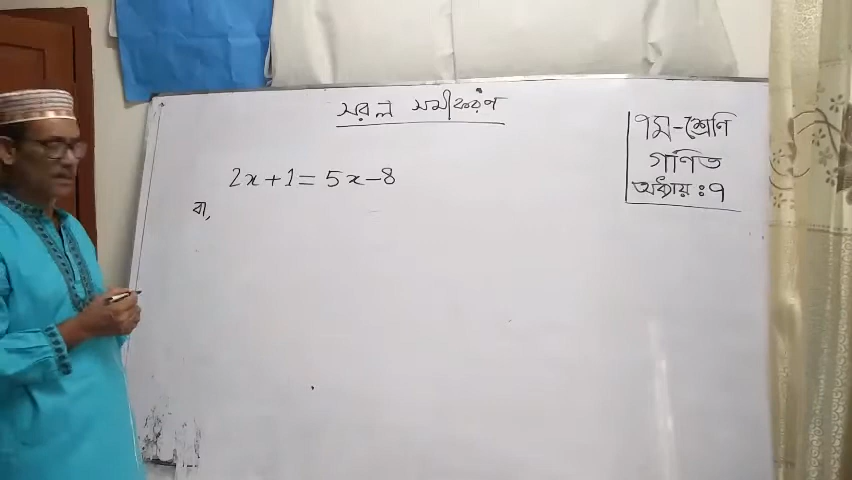 সরল সমীকরণ
৭ম-শ্রেণি
গণিত
অধ্যায়ঃ৭
2x+1=5x-8
বা,